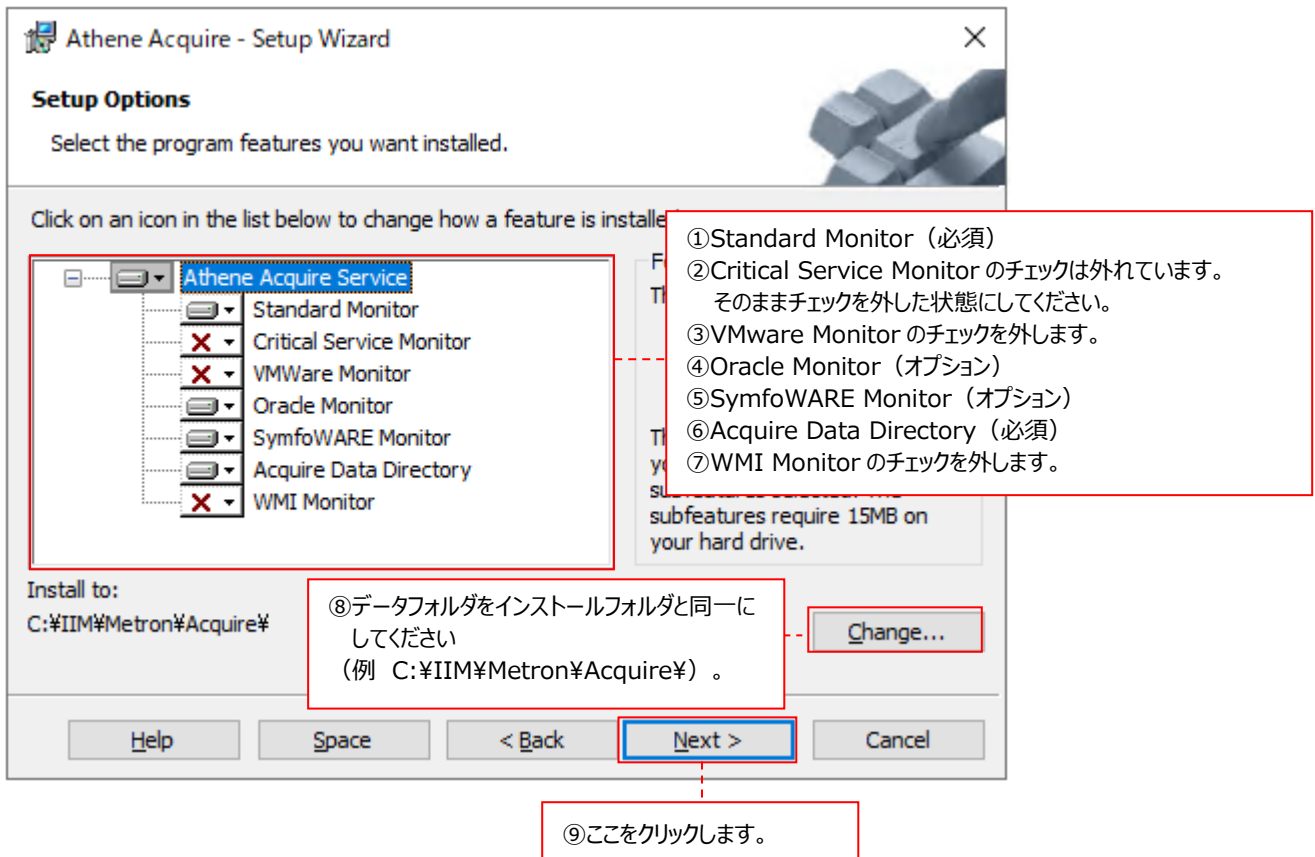 Athene Acquire - Setup Wizard
Setup Options
Select the program features you want installed.
Click on an icon in the list below to change how a feature is
Athene Acquire Service
Standard Monitor
Critical Service Monitor
VMWare Monitor
Oracle Monitor
SymfoWARE Monitor
Acquire Data Directory
WMI Monitor
①Standard Monitor（必須）
②Critical Service Monitor のチェックは外れています。
そのままチェックを外した状態にしてください。
③VMware Monitor のチェックを外します。
④Oracle Monitor（オプション）
⑤SymfoWARE Monitor（オプション）
⑥Acquire Data Directory（必須）
⑦WMI Monitor のチェックを外します。
subfeatures require 15MB on
your hard drive.
Install to:
C:¥IIM¥Metron¥Acquire¥
⑧データフォルダをインストールフォルダと同一に
してください
（例 C:¥IIM¥Metron¥Acquire¥）。
Change...
Help
Space
< Back
Next >
Cancel
⑨ここをクリックします。